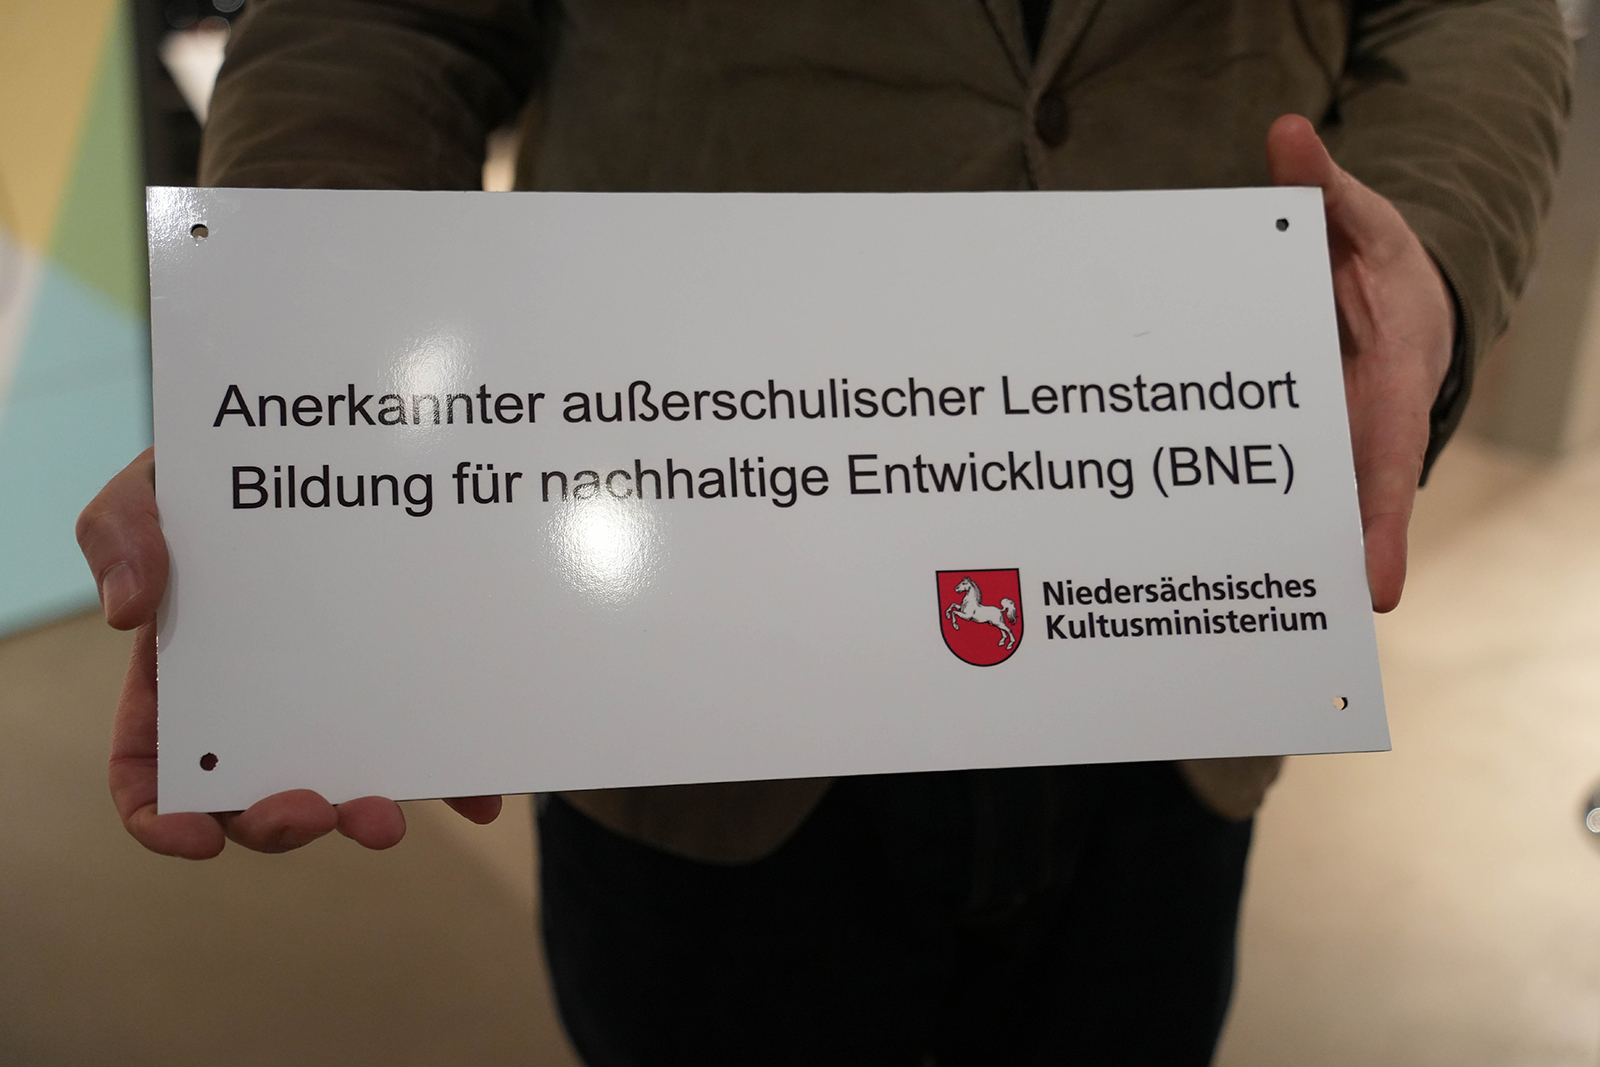 Anerkannter außerschulischer Lernstandort
Bildung für nachhaltige Entwicklung (BNE)
Niedersächsisches
Kultusministerium